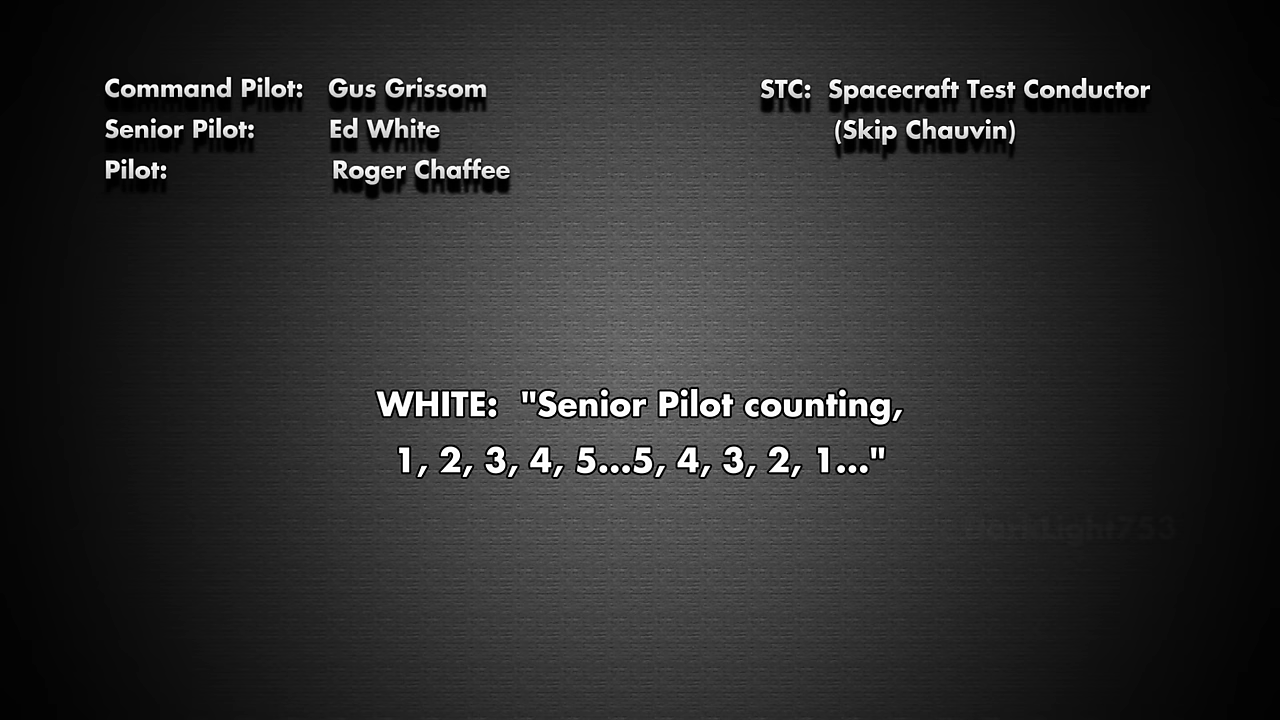 Command Pilot: Gus Grissom
Senior Pilot: Ed White
Pilot: Roger Chaffee
STC: Spacecraft Test Conductor
(Skip Chauvin)
WHITE: "Senior Pilot counting,
1, 2, 3, 4, 5...5, 4, 3, 2, 1..."
DarkLight753